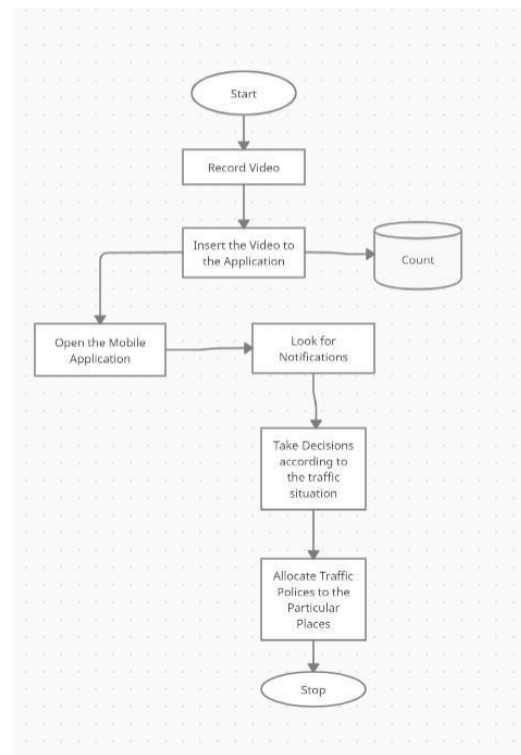 Start
Record Video
Insert the Video to
the Application
Count
Open the Mobile
Application
Look for
Notifications
Take Decisions
according to
the traffic
situation
Allocate Traffic
Polices to the
Particular
Places
Stop